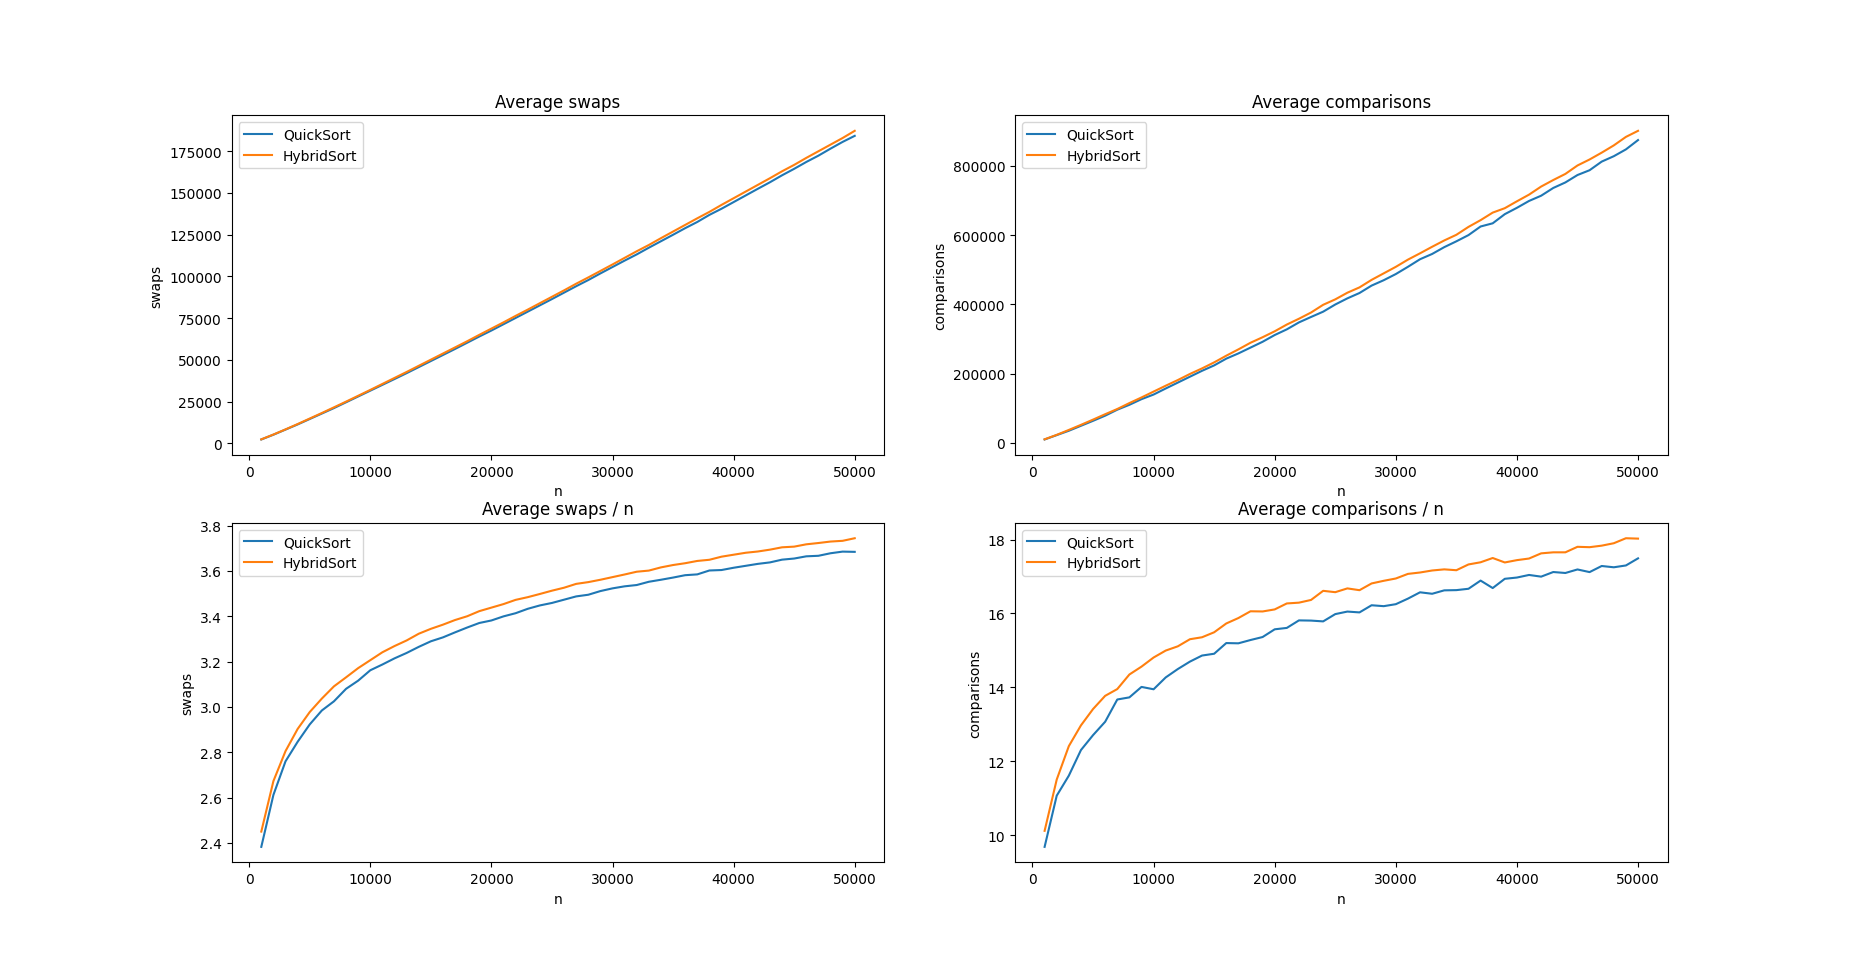 Average swaps
QuickSort
HybridSort
175000
150000
125000
100000
75000
50000
25000
0
swaps
0 10000 20000 30000 40000 50000
n
Average comparisons
QuickSort
HybridSort
800000
600000
400000
200000
0
comparisons
0 10000 20000 30000 40000 50000
n
Average swaps / n
QuickSort
HybridSort
3.8
3.6
3.4
3.2
3.0
2.8
2.6
2.4
swaps
0 10000 20000 30000 40000 50000
n
Average comparisons / n
QuickSort
HybridSort
18
16
14
12
10
comparisons
0 10000 20000 30000 40000 50000
n